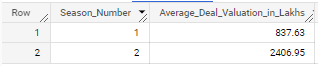 Row Season_Number Average_Deal_Valuation_in_Lakhs
1 1 837.63
2 2 2406.95